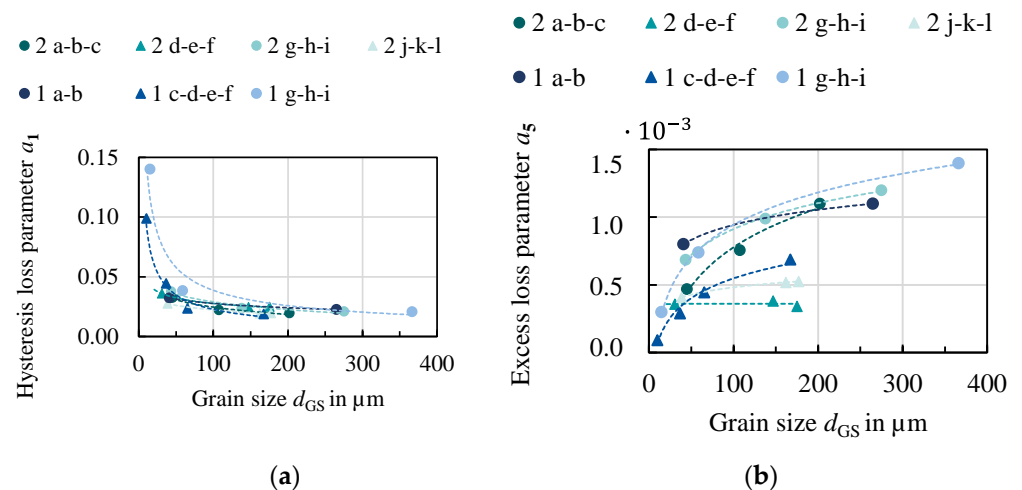 2 a-b-c 2 d-e-f 2 g-h-i 2 j-k-l
1 a-b 1 c-d-e-f 1 g-h-i
Hysteresis loss parameter a1
0.15
0.10
0.05
0.00
0 100 200 300 400
Grain size dGS in µm
(a)
2 a-b-c 2 d-e-f 2 g-h-i 2 j-k-l
1 a-b 1 c-d-e-f 1 g-h-i
Excess loss parameter a5
· 10−3
1.5
1.0
0.5
0.0
0 100 200 300 400
Grain size dGS in µm
(b)